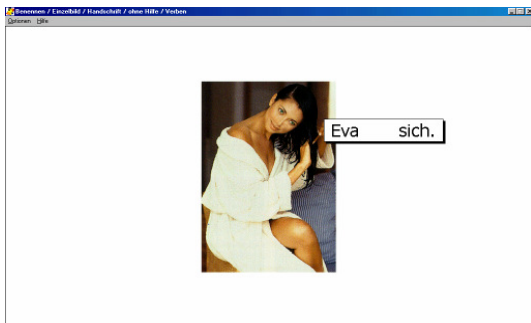 Benennen / Einzelbild / Handschrift / ohne Hilfe / Verben
Optionen Hilfe
Eva sich.